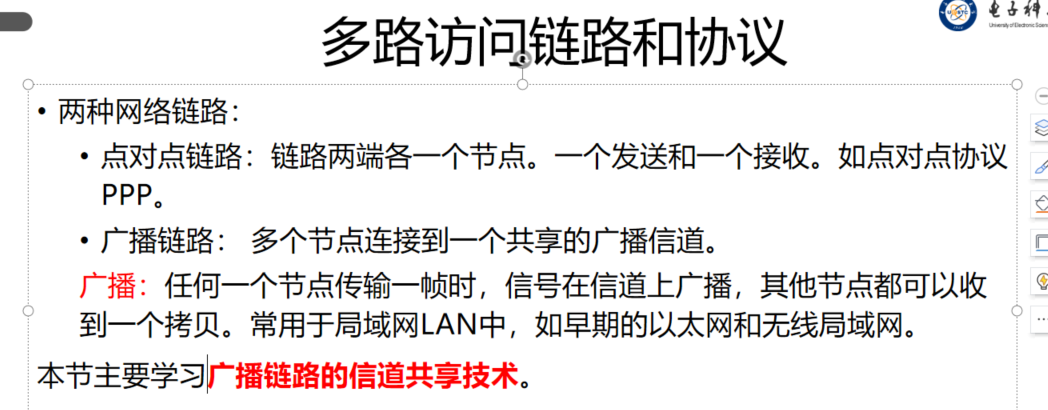 电子科
University of Electronic Scien
多路访问链路和协议
• 两种网络链路：
• 点对点链路：链路两端各一个节点。一个发送和一个接收。如点对点协议
PPP。
• 广播链路： 多个节点连接到一个共享的广播信道。
广播：任何一个节点传输一帧时，信号在信道上广播，其他节点都可以收
到一个拷贝。常用于局域网LAN中，如早期的以太网和无线局域网。
本节主要学习广播链路的信道共享技术。